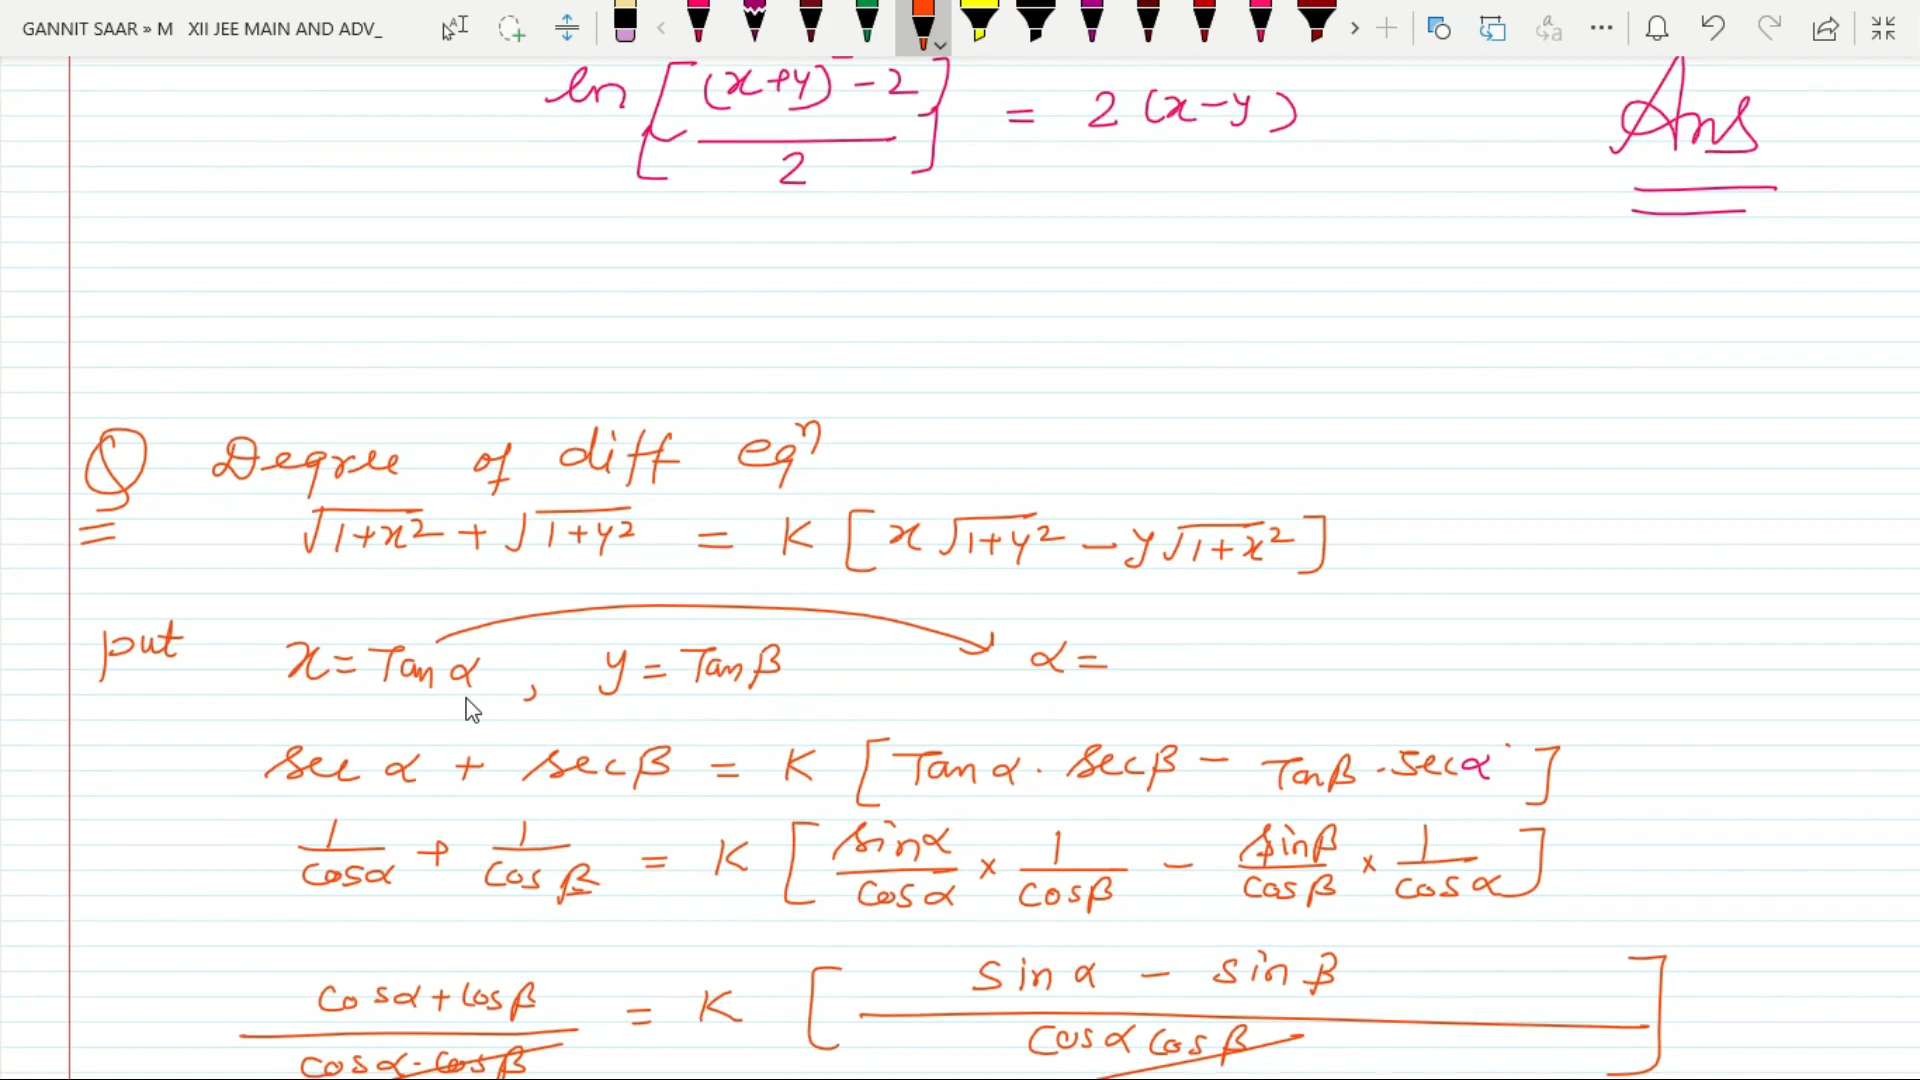 GANNIT SAAR » M XII JEE MAIN AND ADV_
ln [ ((x+y) - 2) / 2 ] = 2 (x-y)
Ans
Q Degree of diff eqⁿ
√(1+x²) + √(1+y²) = K [ x √(1+y²) - y √(1+x²) ]
put x = Tan α , y = Tan β α =
sec α + sec β = K [ Tan α . sec β - Tan β . sec α ]
1/cos α + 1/cos β = K [ sin α/cos α × 1/cos β - sin β/cos β × 1/cos α ]
(cos α + cos β)/(cos α . cos β) = K [ (sin α - sin β)/(cos α cos β) ]